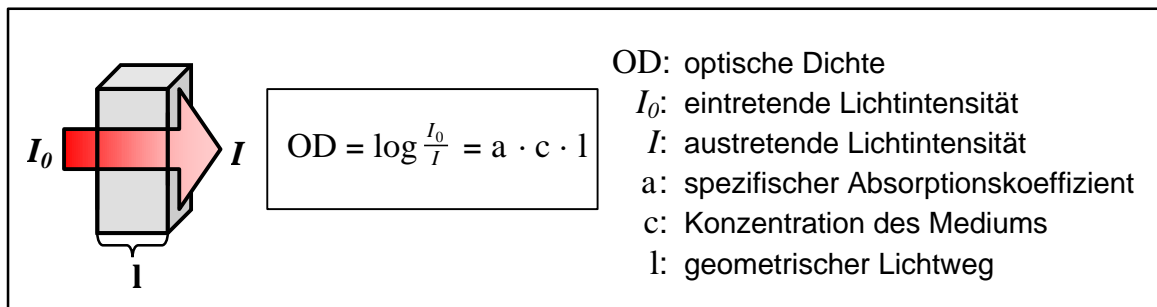 I₀
I
l
OD = log I₀/I = a · c · l
OD: optische Dichte
I₀: eintretende Lichtintensität
I: austretende Lichtintensität
a: spezifischer Absorptionskoeffizient
c: Konzentration des Mediums
l: geometrischer Lichtweg